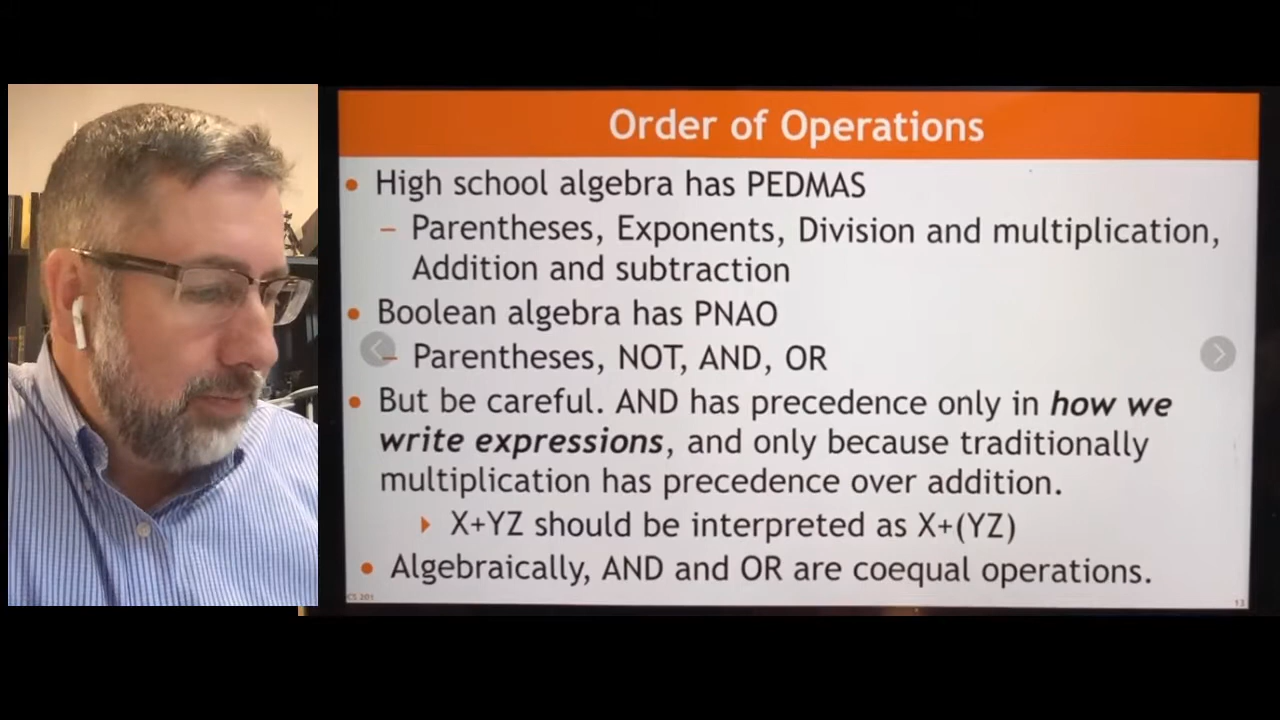 Order of Operations
• High school algebra has PEDMAS
– Parentheses, Exponents, Division and multiplication,
Addition and subtraction
• Boolean algebra has PNAO
– Parentheses, NOT, AND, OR
• But be careful. AND has precedence only in how we
write expressions, and only because traditionally
multiplication has precedence over addition.
X+YZ should be interpreted as X+(YZ)
• Algebraically, AND and OR are coequal operations.
CS 201
13